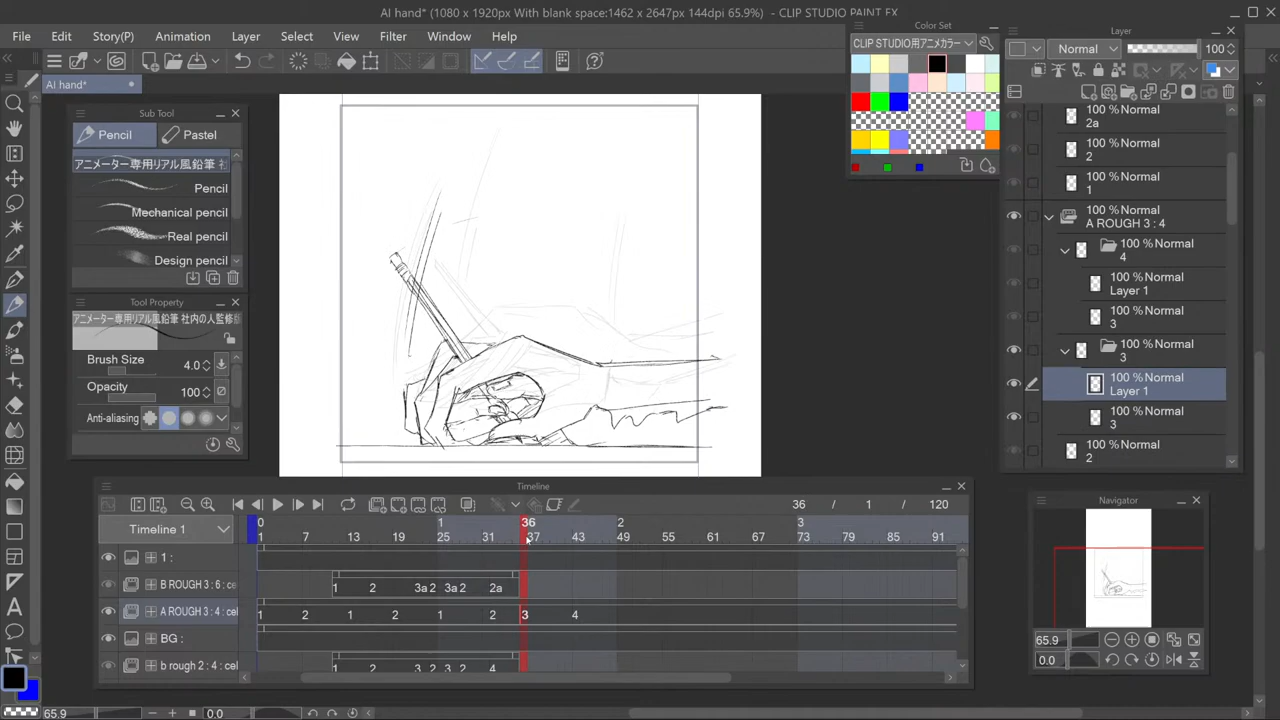 AI hand* (1080 x 1920px With blank space:1462 x 2647px 144dpi 65.9%) - CLIP STUDIO PAINT EX
File Edit Story(P) Animation Layer Select View Filter Window Help
AI hand*
Sub Tool
Pencil Pastel
アニメーター専用リアル鉛筆
Pencil
Mechanical pencil
Real pencil
Design pencil
Tool Property
アニメーター専用リアル鉛筆 社内の人監修
Brush Size 4.0
Opacity 100
Anti-aliasing
Color Set
CLIP STUDIO用アニメカラー
Layer
Normal 100
2a
100 %Normal
2
100 %Normal
1
100 %Normal
A ROUGH 3 : 4
100 %Normal
4
100 %Normal
Layer 1
100 %Normal
3
100 %Normal
3
100 %Normal
Layer 1
100 %Normal
3
100 %Normal
2
Timeline
36 / 1 / 120
Timeline 1
0 1 36 2 3
1 7 13 19 25 31 37 43 49 55 61 67 73 79 85 91
1 :
B ROUGH 3 : 6 : ce
1 2 3a 2 3a 2 2a
A ROUGH 3 : 4 : cel
1 2 1 2 1 2 3 4
BG :
b rough 2 : 4 : cel
1 2 3 2 3 2 4
Navigator
65.9
0.0
65.9 0.0